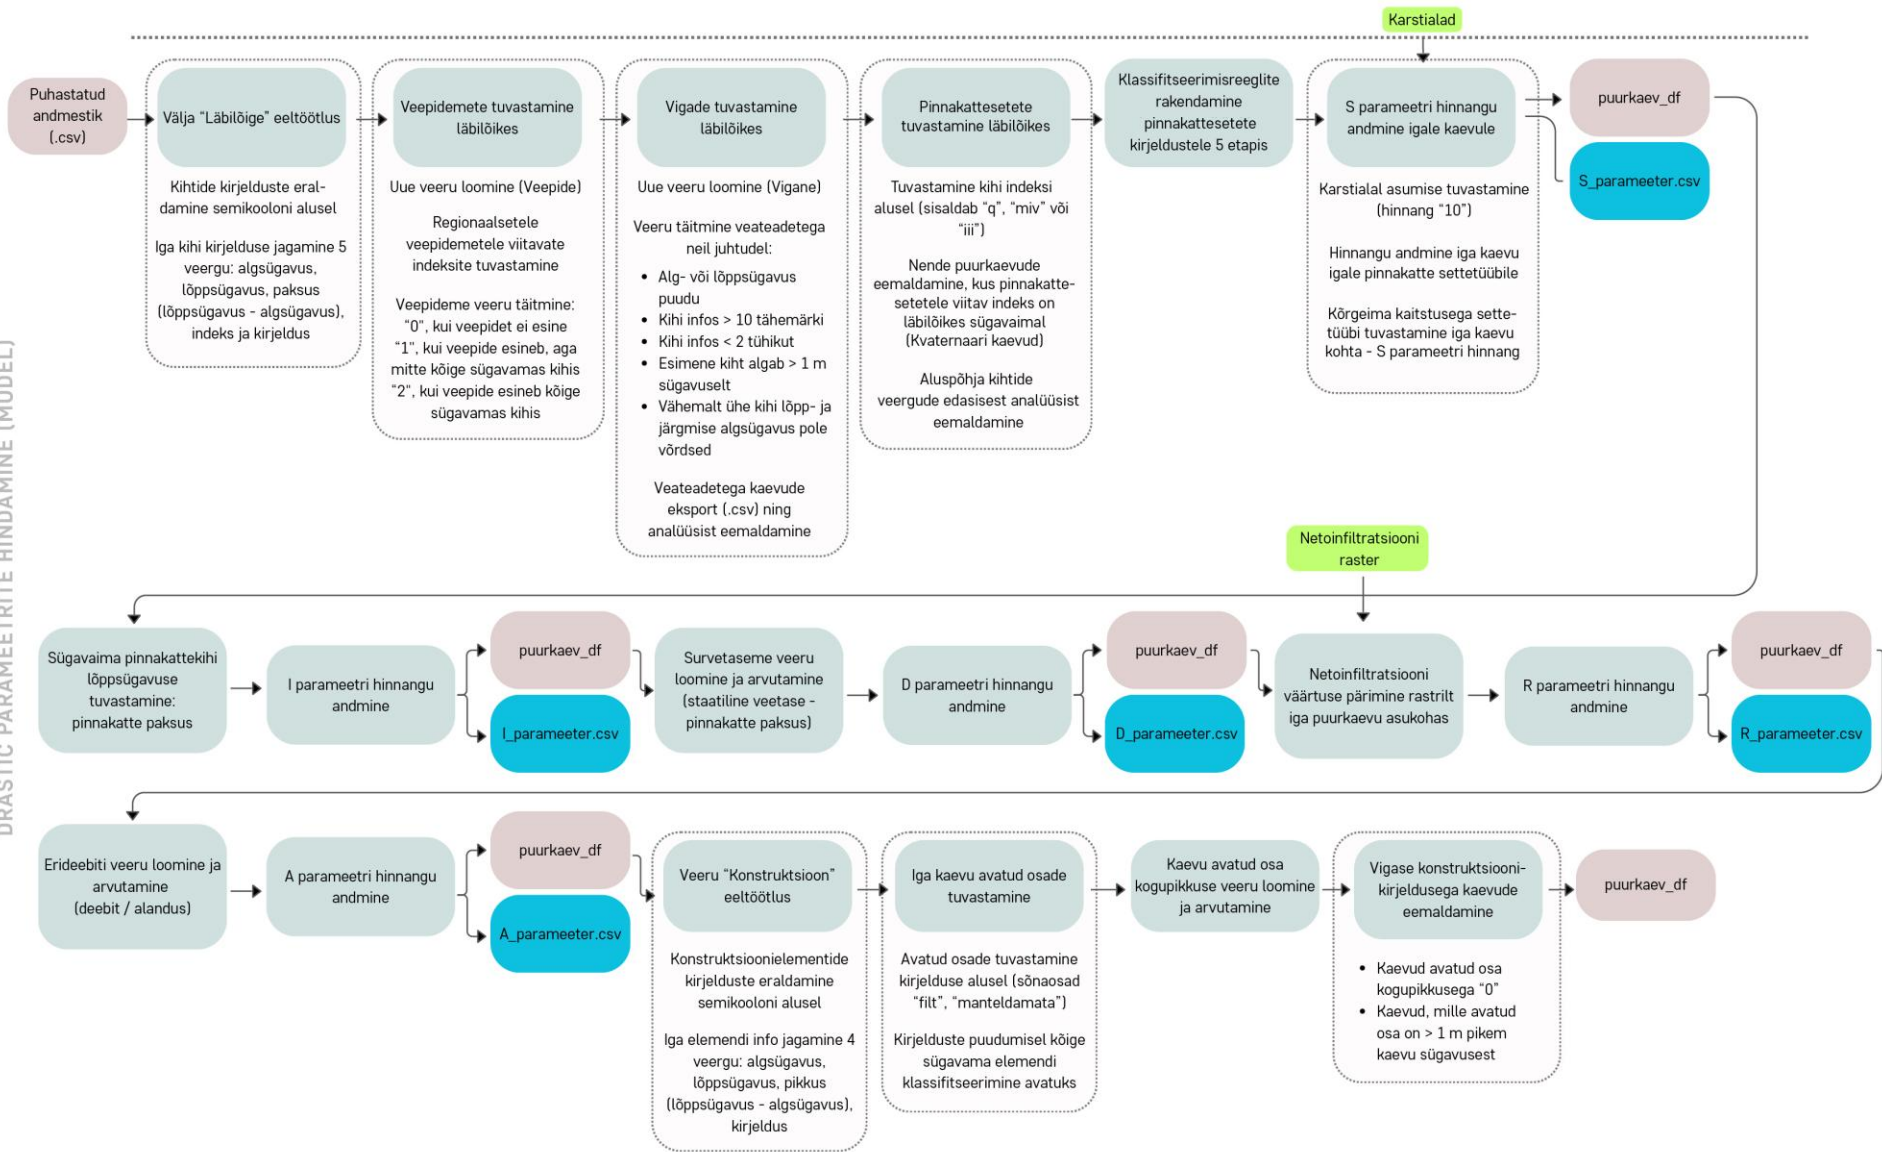 Karstialad
Puhastatud
andmestik
(.csv)
Välja “Läbilõige” eeltöötlus
Kihtide kirjelduste eral-
damine semikooloni alusel
Iga kihi kirjelduse jagamine 5
veergu: algsügavus,
lõppsügavus, paksus
(lõppsügavus - algsügavus),
indeks ja kirjeldus
Veepidemete tuvastamine
läbilõikes
Uue veeru loomine (Veepide)
Regionaalsetele
veepidemetele viitavate
indeksite tuvastamine
Veepideme veeru täitmine:
“0”, kui veepidet ei esine
“1”, kui veepide esineb, aga
mitte kõige sügavamas kihis
“2”, kui veepide esineb kõige
sügavamas kihis
Vigade tuvastamine
läbilõikes
Uue veeru loomine (Vigane)
Veeru täitmine veateadetega
neil juhtudel:
• Alg- või lõppsügavus
puudu
• Kihi infos > 10 tähemärki
• Kihi infos < 2 tühikut
• Esimene kiht algab > 1 m
sügavuselt
• Vähemalt ühe kihi lõpp- ja
järgmise algsügavus pole
võrdsed
Veateadetega kaevude
eksport (.csv) ning
analüüsist eemaldamine
Pinnakattesetete
tuvastamine läbilõikes
Tuvastamine kihi indeksi
alusel (sisaldab “q”, “miv” või
“iii”)
Nende puurkaevude
eemaldamine, kus pinnakatte-
setetele viitav indeks on
läbilõikes sügavaimal
(Kvaternaari kaevud)
Aluspõhja kihtide
veergude edasisest analüüsist
eemaldamine
Klassifitseerimisreeglite
rakendamine
pinnakattesetete
kirjeldustele 5 etapis
S parameetri hinnangu
andmine igale kaevule
Karstialal asumise tuvastamine
(hinnang “10”)
Hinnangu andmine iga kaevu
igale pinnakatte settetüübile
Kõrgeima kaitstusega sette-
tüübi tuvastamine iga kaevu
kohta - S parameetri hinnang
puurkaev_df
S_parameeter.csv
DRASTIC PARAMEETRITE HINDAMINE (MUDEL)
Netoinfiltratsiooni
raster
Sügavaima pinnakattekihi
lõppsügavuse
tuvastamine:
pinnakatte paksus
I parameetri hinnangu
andmine
puurkaev_df
I_parameeter.csv
Survetaseme veeru
loomine ja arvutamine
(staatiline veetase -
pinnakatte paksus)
D parameetri hinnangu
andmine
puurkaev_df
D_parameeter.csv
Netoinfiltratsiooni
väärtuse pärimine rastrilt
iga puurkaevu asukohas
R parameetri hinnangu
andmine
puurkaev_df
R_parameeter.csv
Erideebiti veeru loomine ja
arvutamine
(deebit / alandus)
A parameetri hinnangu
andmine
puurkaev_df
A_parameeter.csv
Veeru “Konstruktsioon”
eeltöötlus
Konstruktsioonielementide
kirjelduste eraldamine
semikooloni alusel
Iga elemendi info jagamine 4
veergu: algsügavus,
lõppsügavus, pikkus
(lõppsügavus - algsügavus),
kirjeldus
Iga kaevu avatud osade
tuvastamine
Avatud osade tuvastamine
kirjelduse alusel (sõnaosad
“filt”, “manteldamata”)
Kirjelduste puudumisel kõige
sügavama elemendi
klassifitseerimine avatuks
Kaevu avatud osa
kogupikkuse veeru loomine
ja arvutamine
Vigase konstruktsiooni-
kirjeldusega kaevude
eemaldamine
• Kaevud avatud osa
kogupikkusega “0”
• Kaevud, mille avatud
osa on > 1 m pikem
kaevu sügavusest
puurkaev_df